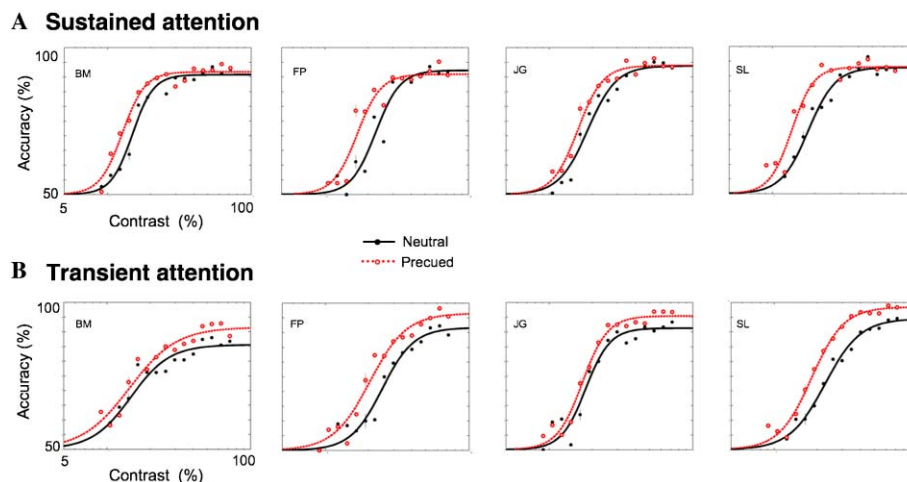 A Sustained attention
100
BM
FP
JG
SL
Accuracy (%)
50
5
100
Contrast (%)
Neutral
Precued
B Transient attention
100
BM
FP
JG
SL
Accuracy (%)
50
5
100
Contrast (%)